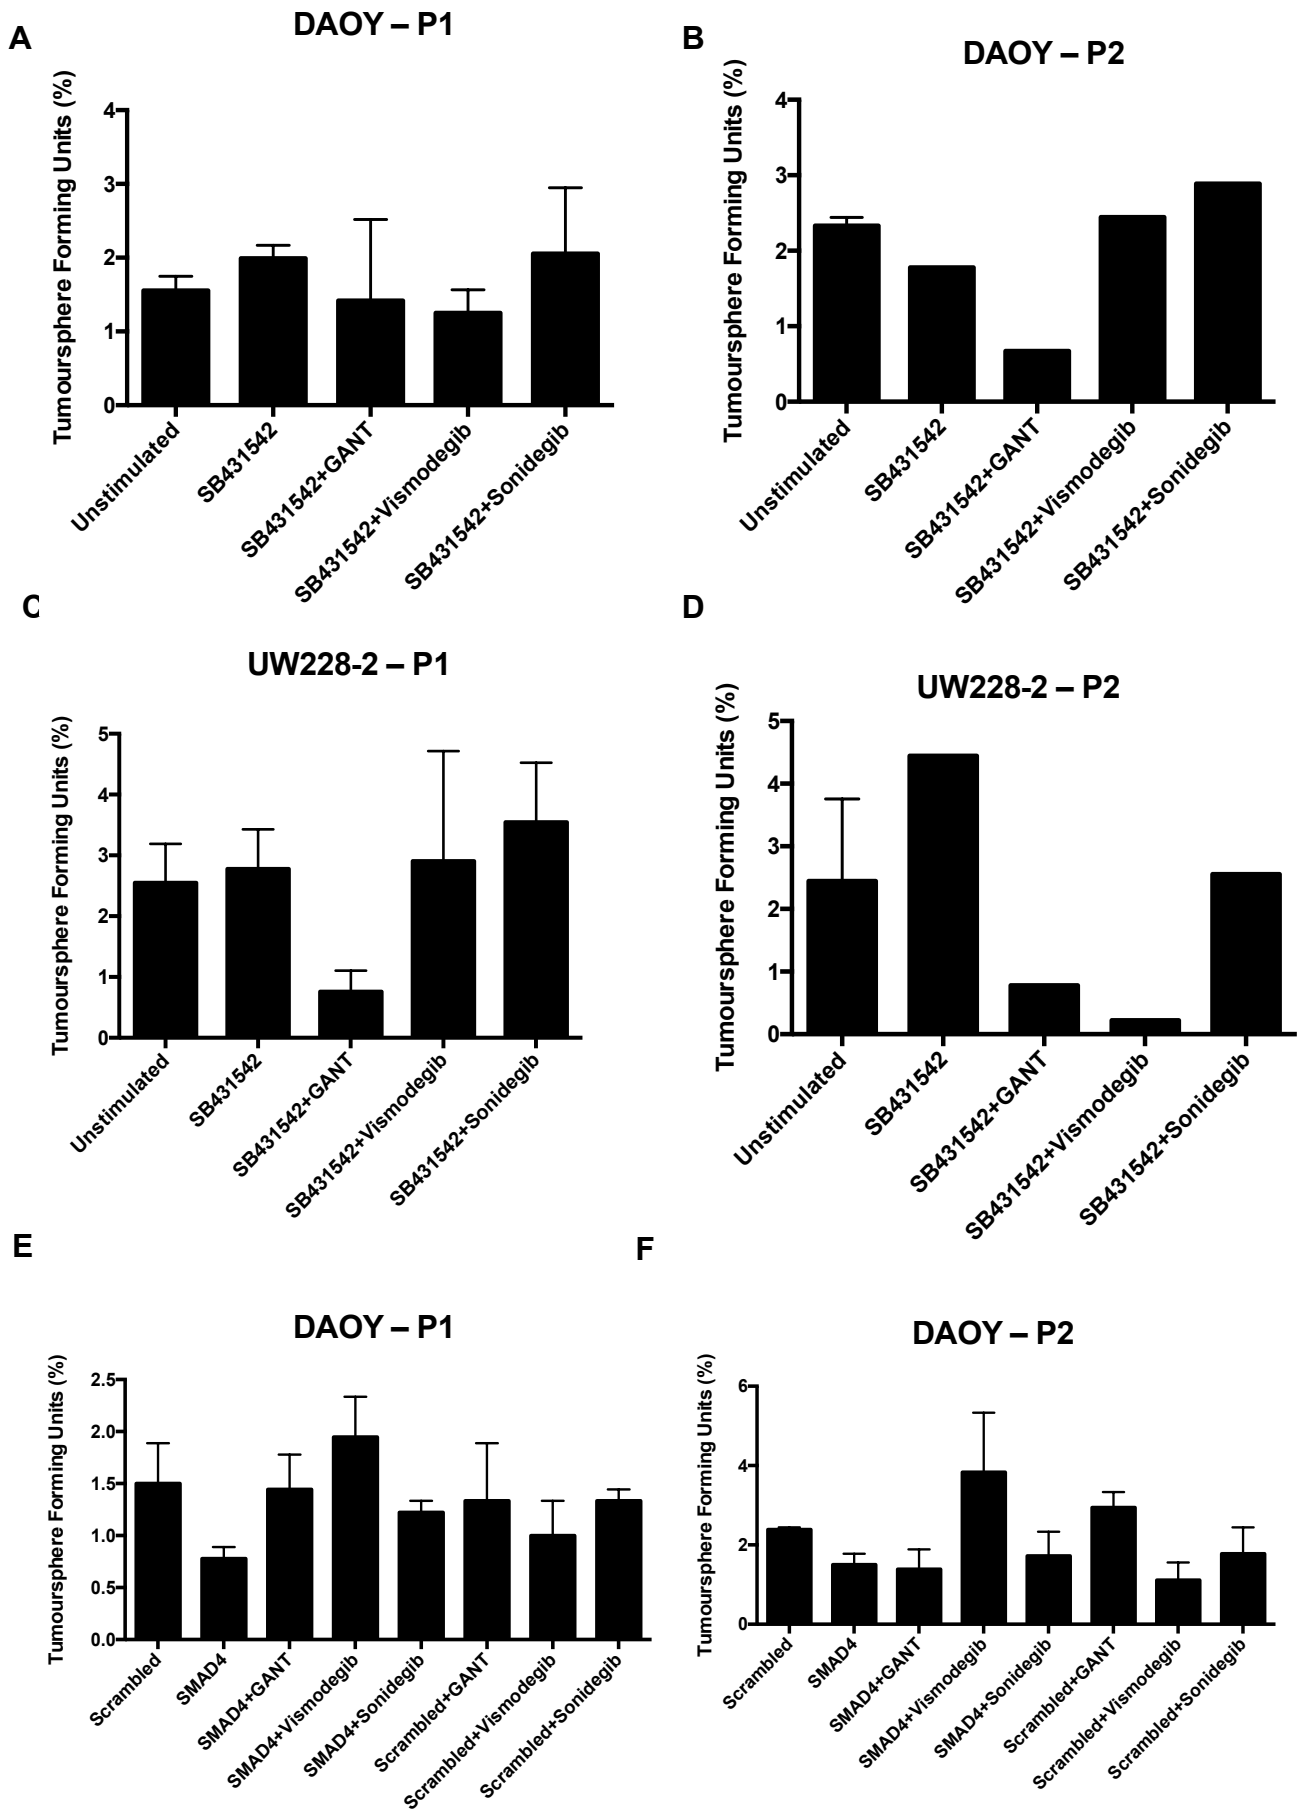 A
DAOY – P1
Tumoursphere Forming Units (%)
4
3
2
1
0
Unstimulated
SB431542
SB431542+GANT
SB431542+Vismodegib
SB431542+Sonidegib
B
DAOY – P2
Tumoursphere Forming Units (%)
4
3
2
1
0
Unstimulated
SB431542
SB431542+GANT
SB431542+Vismodegib
SB431542+Sonidegib
C
UW228-2 – P1
Tumoursphere Forming Units (%)
5
4
3
2
1
0
Unstimulated
SB431542
SB431542+GANT
SB431542+Vismodegib
SB431542+Sonidegib
D
UW228-2 – P2
Tumoursphere Forming Units (%)
5
4
3
2
1
0
Unstimulated
SB431542
SB431542+GANT
SB431542+Vismodegib
SB431542+Sonidegib
E
DAOY – P1
Tumoursphere Forming Units (%)
2.5
2.0
1.5
1.0
0.5
0.0
Scrambled
SMAD4
SMAD4+GANT
SMAD4+Vismodegib
SMAD4+Sonidegib
Scrambled+GANT
Scrambled+Vismodegib
Scrambled+Sonidegib
F
DAOY – P2
Tumoursphere Forming Units (%)
6
4
2
0
Scrambled
SMAD4
SMAD4+GANT
SMAD4+Vismodegib
SMAD4+Sonidegib
Scrambled+GANT
Scrambled+Vismodegib
Scrambled+Sonidegib